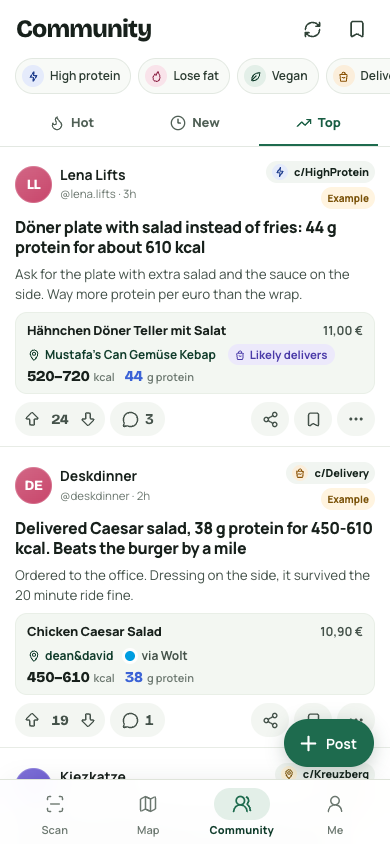 Community
High protein
Lose fat
Vegan
Hot
New
Top
LL
Lena Lifts
@lena.lifts · 3h
c/HighProtein
Example
Döner plate with salad instead of fries: 44 g
protein for about 610 kcal
Ask for the plate with extra salad and the sauce on the
side. Way more protein per euro than the wrap.
Hähnchen Döner Teller mit Salat 11,00 €
Mustafa's Can Gemüse Kebap Likely delivers
520–720 kcal 44 g protein
24 3
DE
Deskdinner
@deskdinner · 2h
c/Delivery
Example
Delivered Caesar salad, 38 g protein for 450-610
kcal. Beats the burger by a mile
Ordered to the office. Dressing on the side, it survived the
20 minute ride fine.
Chicken Caesar Salad 10,90 €
dean&david via Wolt
450–610 kcal 38 g protein
19 1
Post
Kiezkatze
c/Kreuzberg
Scan
Map
Community
Me